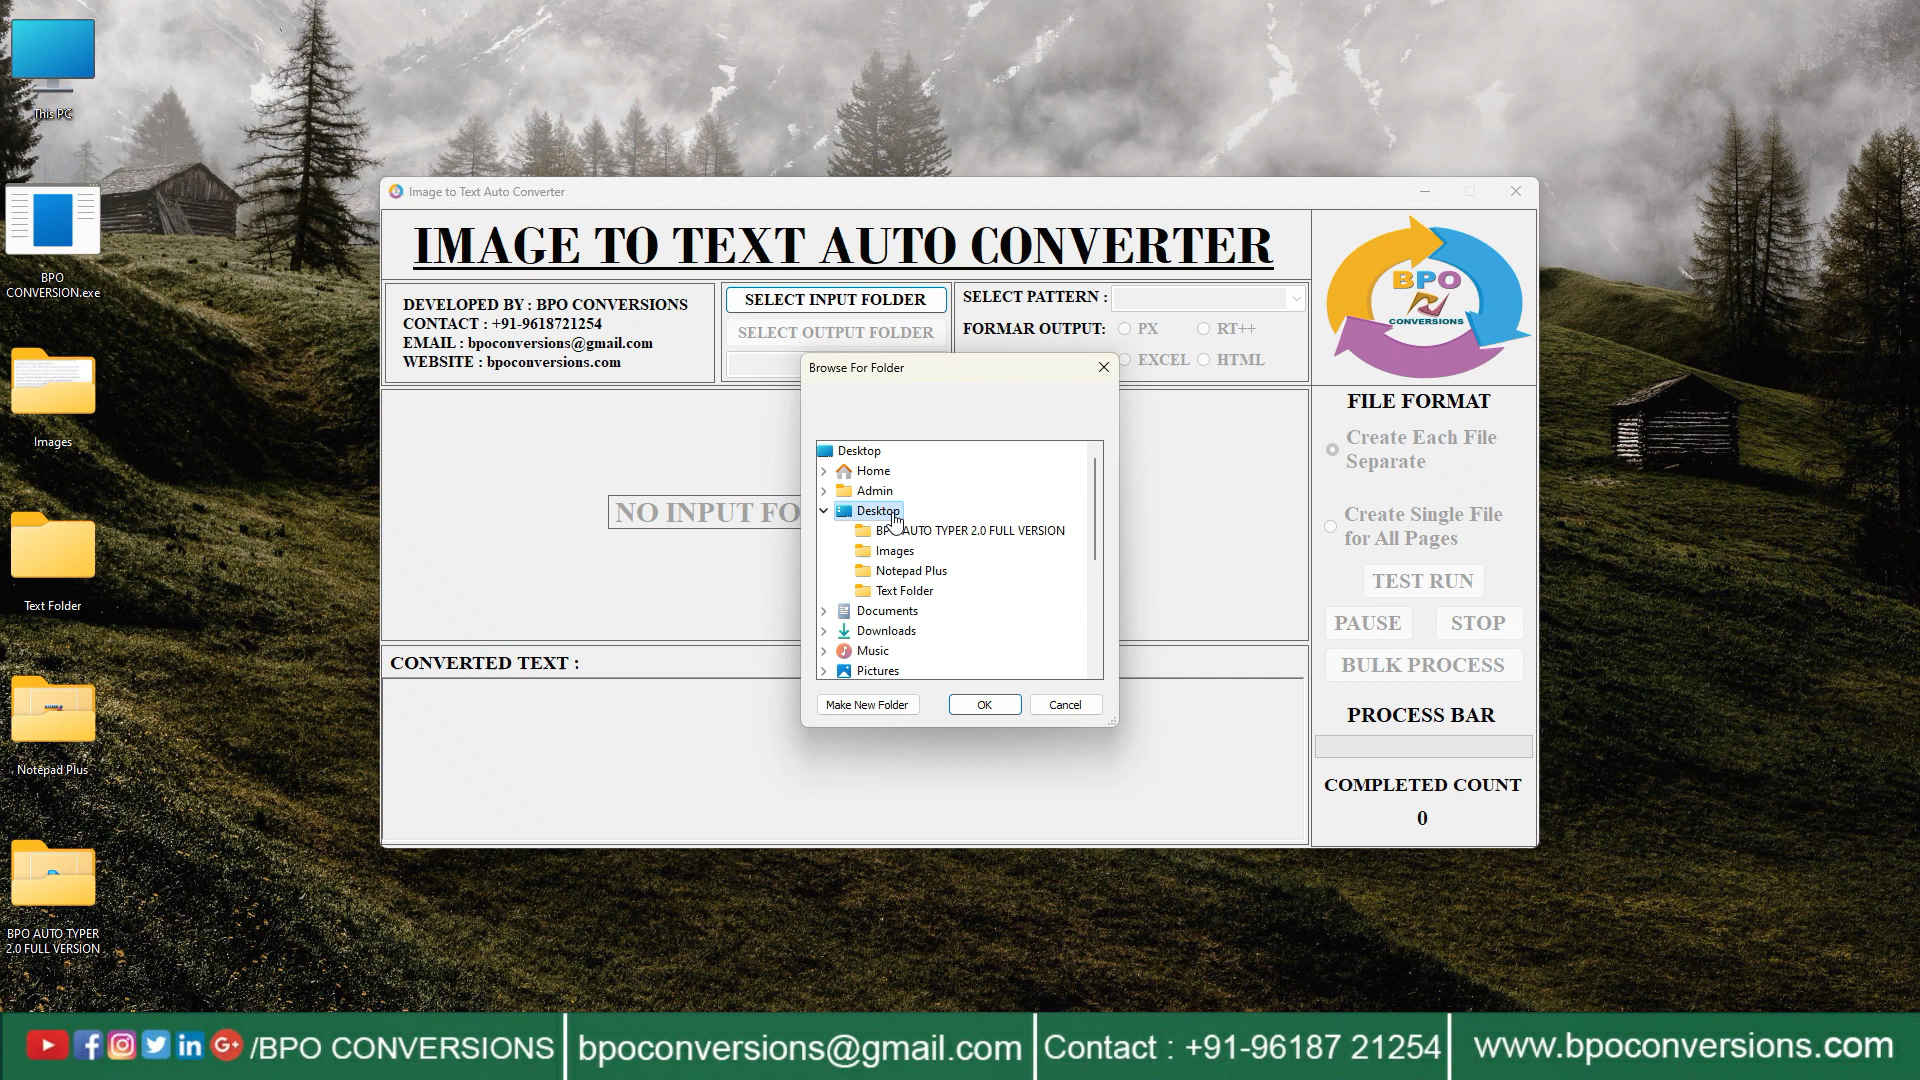 This PC
BPO
CONVERSION.exe
Images
Text Folder
Notepad Plus
BPO AUTO TYPER
2.0 FULL VERSION
Image to Text Auto Converter
IMAGE TO TEXT AUTO CONVERTER
DEVELOPED BY : BPO CONVERSIONS
CONTACT : +91-9618721254
EMAIL : bpoconversions@gmail.com
WEBSITE : bpoconversions.com
SELECT INPUT FOLDER
SELECT OUTPUT FOLDER
SELECT PATTERN :
FORMAR OUTPUT:
PX
RT++
EXCEL
HTML
BPO
CONVERSIONS
NO INPUT FO
CONVERTED TEXT :
Browse For Folder
Desktop
Home
Admin
Desktop
AUTO TYPER 2.0 FULL VERSION
Images
Notepad Plus
Text Folder
Documents
Downloads
Music
Pictures
Make New Folder
OK
Cancel
FILE FORMAT
Create Each File
Separate
Create Single File
for All Pages
TEST RUN
PAUSE
STOP
BULK PROCESS
PROCESS BAR
COMPLETED COUNT
0
/BPO CONVERSIONS
bpoconversions@gmail.com
Contact : +91-96187 21254
www.bpoconversions.com